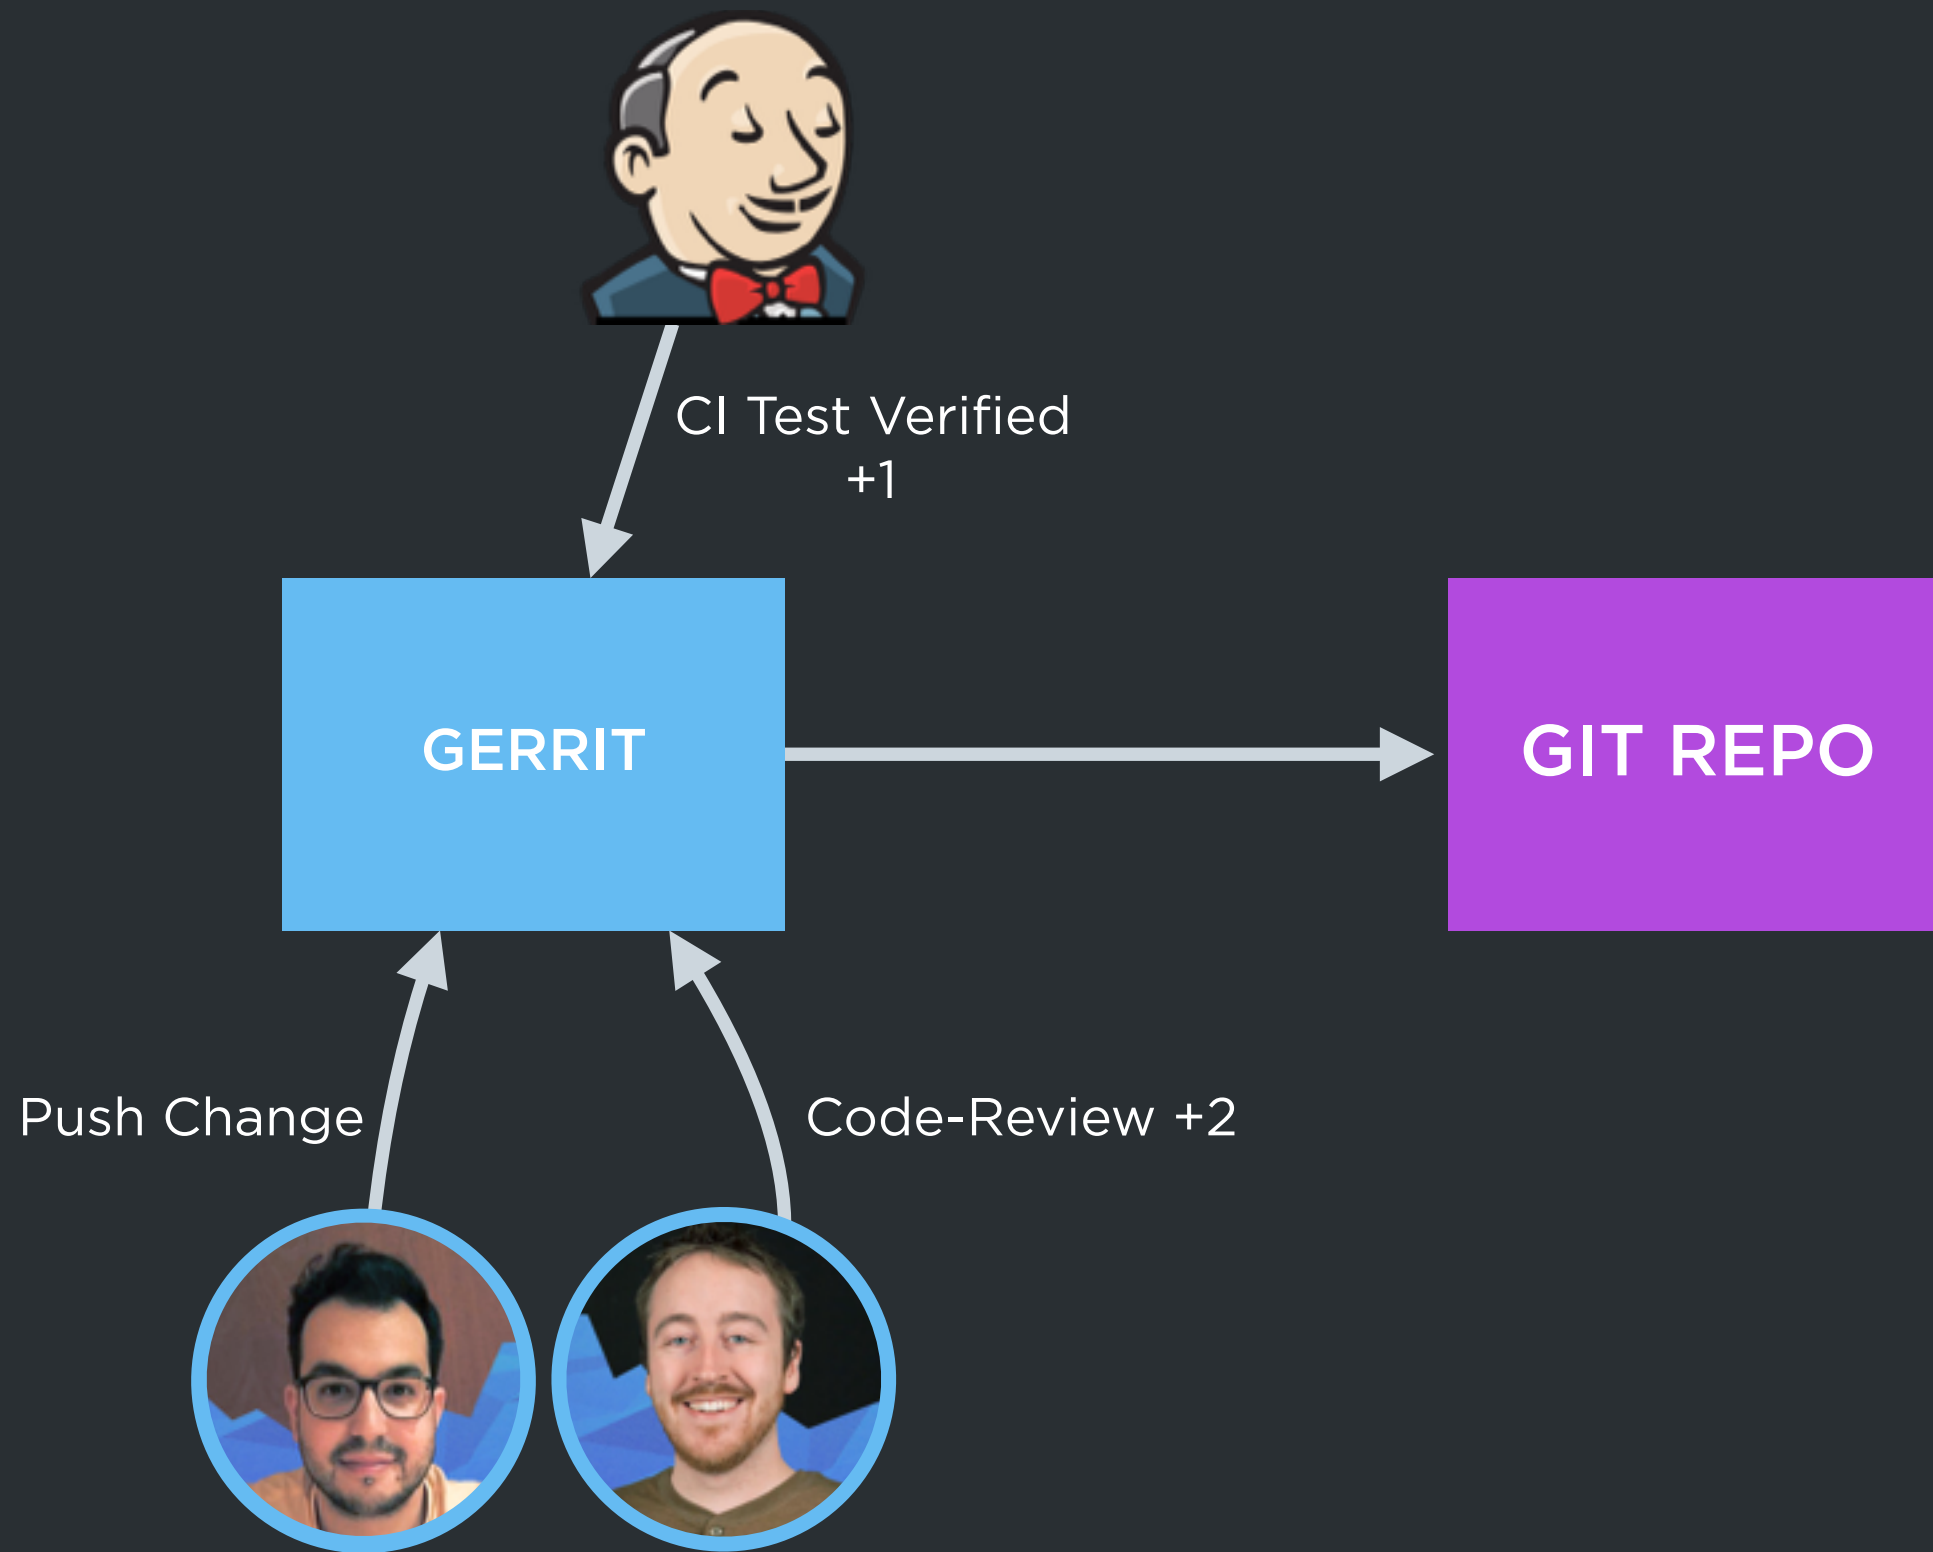 CI Test Verified
+1
GERRIT
GIT REPO
Push Change
Code-Review +2